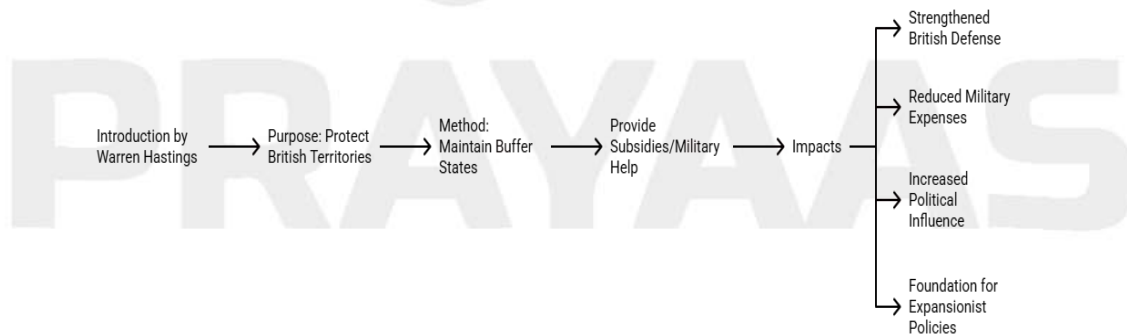 PRAYAAS
Introduction by
Warren Hastings
Purpose: Protect
British Territories
Method:
Maintain Buffer
States
Provide
Subsidies/Military
Help
Impacts
Strengthened
British Defense
Reduced Military
Expenses
Increased
Political
Influence
Foundation for
Expansionist
Policies